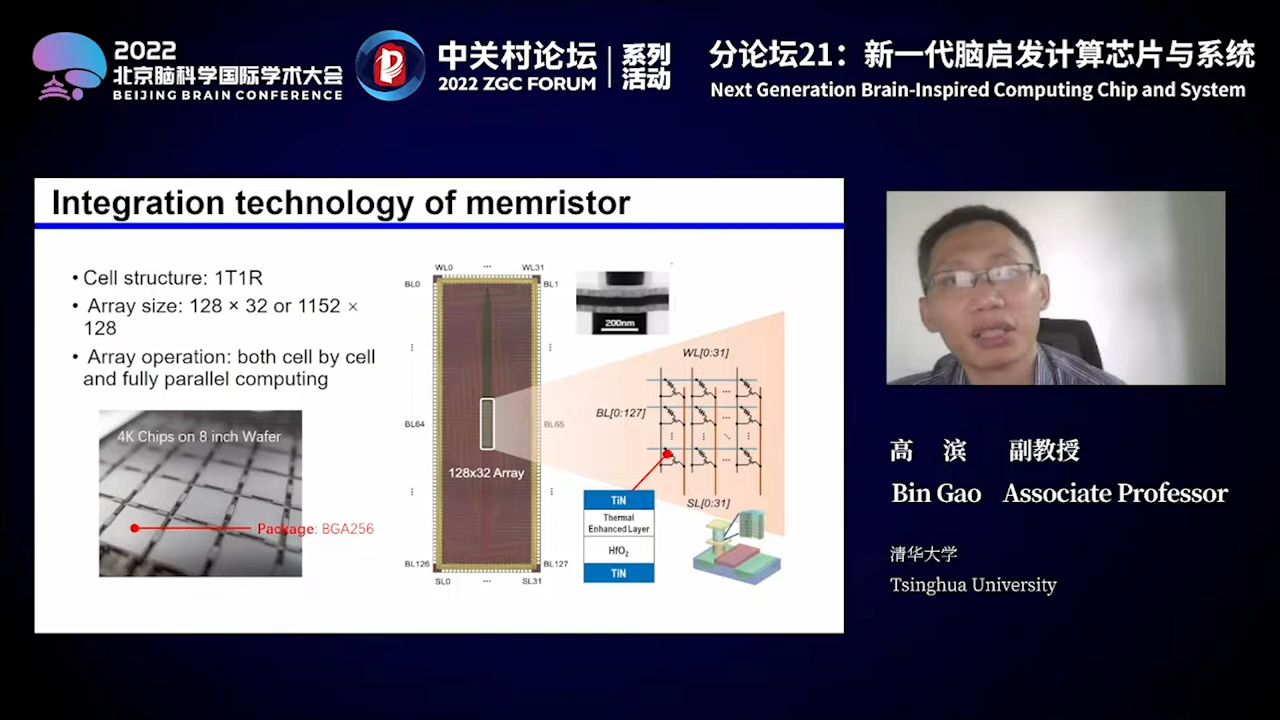 2022
北京脑科学国际学术大会
BEIJING BRAIN CONFERENCE
中关村论坛
2022 ZGC FORUM
系列
活动
分论坛21：新一代脑启发计算芯片与系统
Next Generation Brain-Inspired Computing Chip and System
Integration technology of memristor
• Cell structure: 1T1R
• Array size: 128 × 32 or 1152 ×
128
• Array operation: both cell by cell
and fully parallel computing
4K Chips on 8 inch Wafer
Package: BGA256
WL0 ... WL31
BL0
BL1
BL64
BL65
128x32 Array
BL126
BL127
SL0 ... SL31
200nm
WL[0:31]
BL[0:127]
SL[0:31]
TiN
Thermal
Enhanced Layer
HfO₂
TiN
高 滨 副教授
Bin Gao Associate Professor
清华大学
Tsinghua University